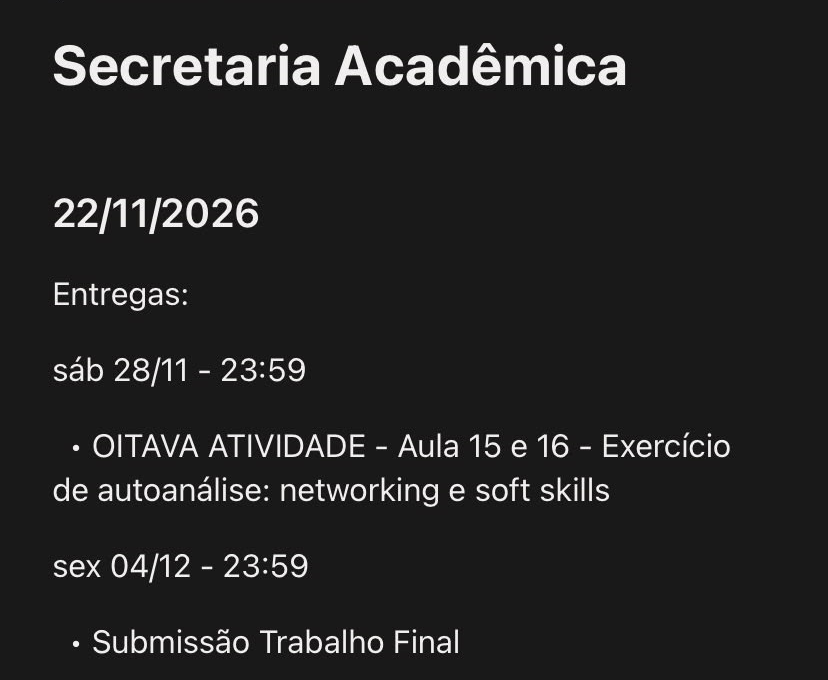 Secretaria Acadêmica
22/11/2026
Entregas:
sáb 28/11 - 23:59
• OITAVA ATIVIDADE - Aula 15 e 16 - Exercício
de autoanálise: networking e soft skills
sex 04/12 - 23:59
• Submissão Trabalho Final